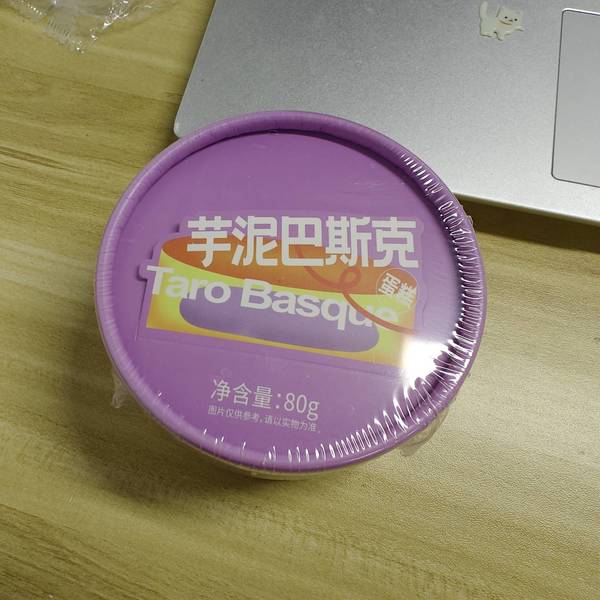 芋泥巴斯克
蛋糕
Taro Basque
净含量:80g
图片仅供参考,请以实物为准。